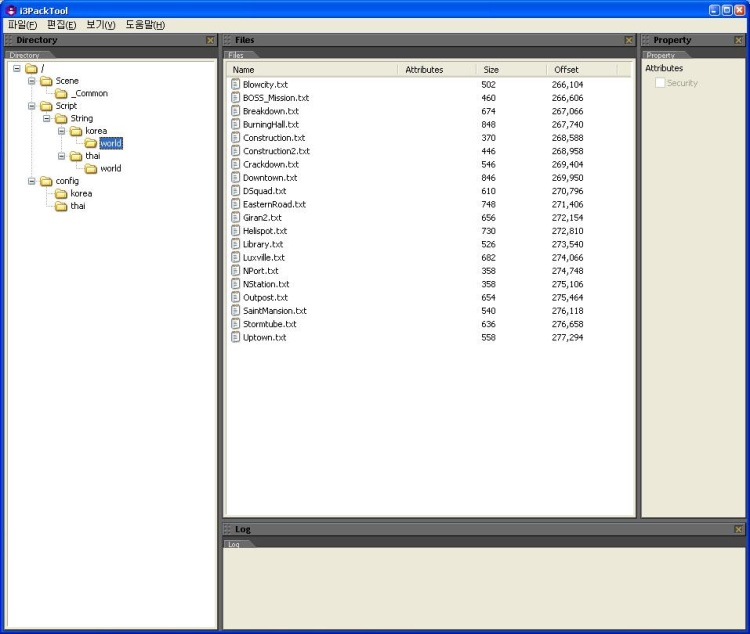 i3PackTool
파일(F) 편집(E) 보기(V) 도움말(H)
Directory
Directory
/
Scene
_Common
Script
String
korea
world
thai
world
config
korea
thai
Files
Files
Name Attributes Size Offset
Blowcity.txt 502 266,104
BOSS_Mission.txt 460 266,606
Breakdown.txt 674 267,066
BurningHall.txt 848 267,740
Construction.txt 370 268,588
Construction2.txt 446 268,958
Crackdown.txt 546 269,404
Downtown.txt 846 269,950
DSquad.txt 610 270,796
EasternRoad.txt 748 271,406
Giran2.txt 656 272,154
Helispot.txt 730 272,810
Library.txt 526 273,540
Luxville.txt 682 274,066
NPort.txt 358 274,748
NStation.txt 358 275,106
Outpost.txt 654 275,464
SaintMansion.txt 540 276,118
Stormtube.txt 636 276,658
Uptown.txt 558 277,294
Property
Property
Attributes
Security
Log
Log